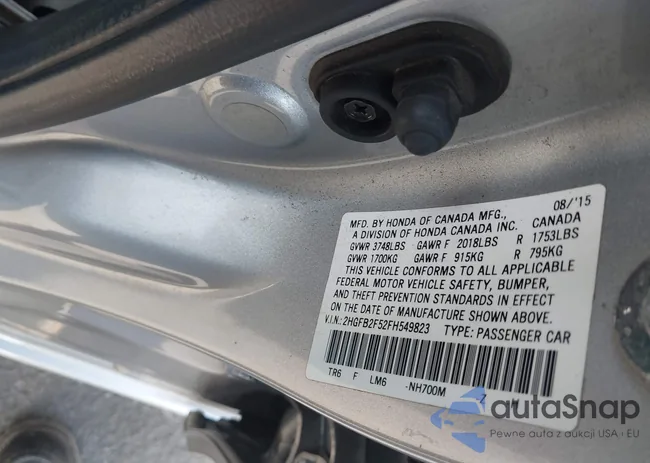 08/'15
MFD. BY HONDA OF CANADA MFG.,
A DIVISION OF HONDA CANADA INC. CANADA
GVWR 3748LBS GAWR F 2018LBS R 1753LBS
GVWR 1700KG GAWR F 915KG R 795KG
THIS VEHICLE CONFORMS TO ALL APPLICABLE
FEDERAL MOTOR VEHICLE SAFETY, BUMPER,
AND THEFT PREVENTION STANDARDS IN EFFECT
ON THE DATE OF MANUFACTURE SHOWN ABOVE.
V.I.N.: 2HGFB2F52FH549823 TYPE: PASSENGER CAR
TR6 F LM6 -NH700M Z
autaSnap
Pewne auta z aukcji USA · EU